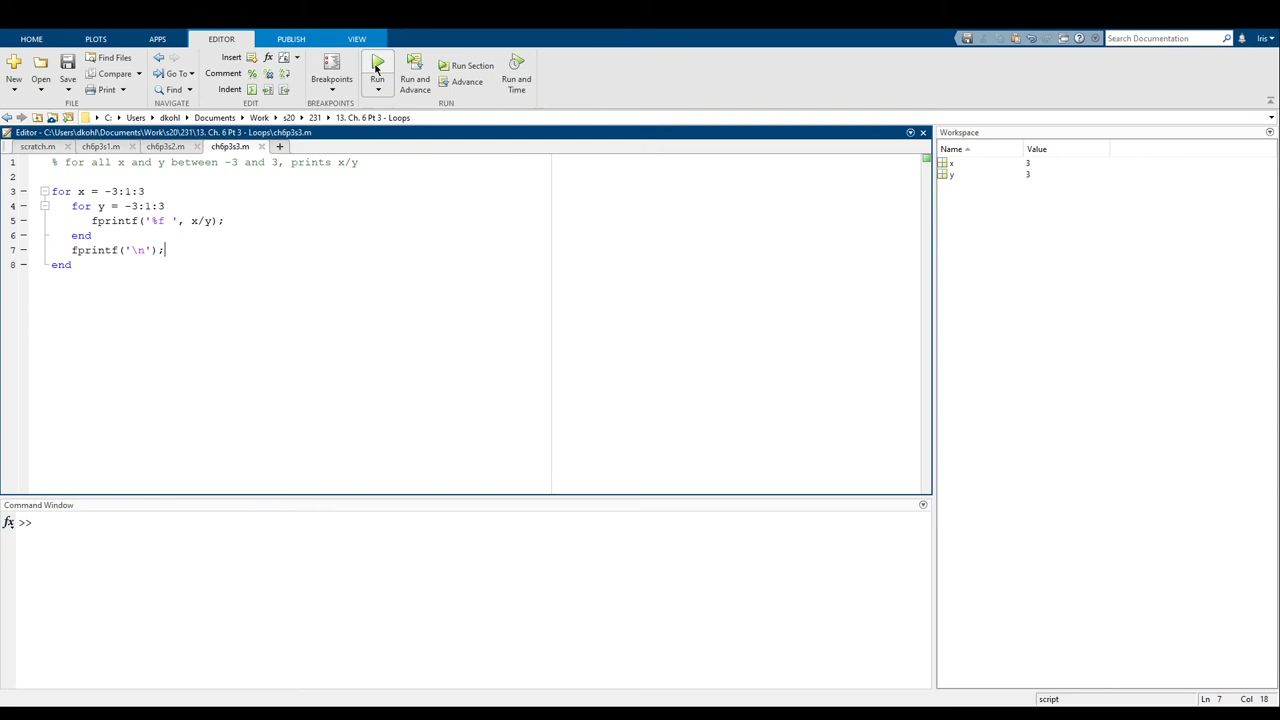 HOME PLOTS APPS EDITOR PUBLISH VIEW Search Documentation Iris
New Open Save Find Files Compare Print
Go To Find
Insert fx
Comment
Indent
Breakpoints Run Run and Advance Run Section Advance Run and Time
FILE NAVIGATE EDIT BREAKPOINTS RUN
C: Users dkohl Documents Work s20 231 13. Ch. 6 Pt 3 - Loops
Editor - C:\Users\dkohl\Documents\Work\s20\231\13. Ch. 6 Pt 3 - Loops\ch6p3s3.m
scratch.m ch6p3s1.m ch6p3s2.m ch6p3s3.m
1 % for all x and y between -3 and 3, prints x/y
2
3 for x = -3:1:3
4 for y = -3:1:3
5 fprintf('%f ', x/y);
6 end
7 fprintf('\n');
8 end
Workspace
Name Value
x 3
y 3
Command Window
fx >>
script Ln 7 Col 18